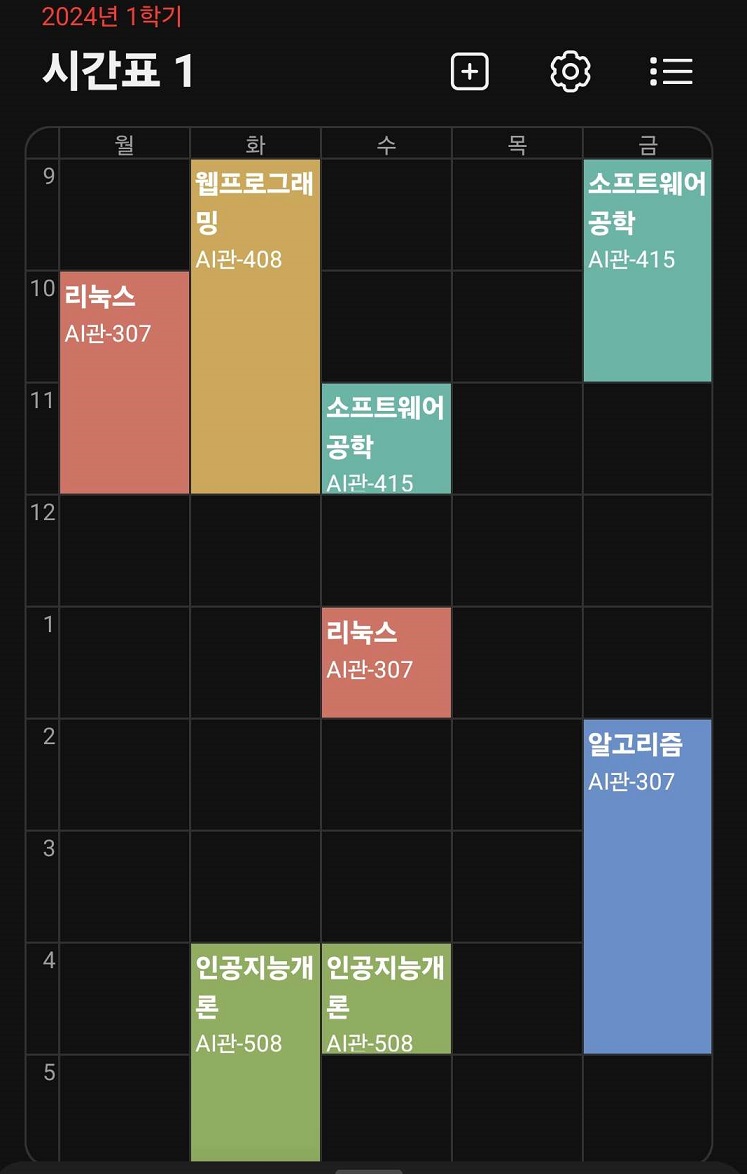 2024년 1학기
시간표 1
월 화 수 목 금
9
웹프로그래
밍
AI관-408
소프트웨어
공학
AI관-415
10
리눅스
AI관-307
11
소프트웨어
공학
AI관-415
12
1
리눅스
AI관-307
2
알고리즘
AI관-307
3
4
인공지능개
론
AI관-508
인공지능개
론
AI관-508
5